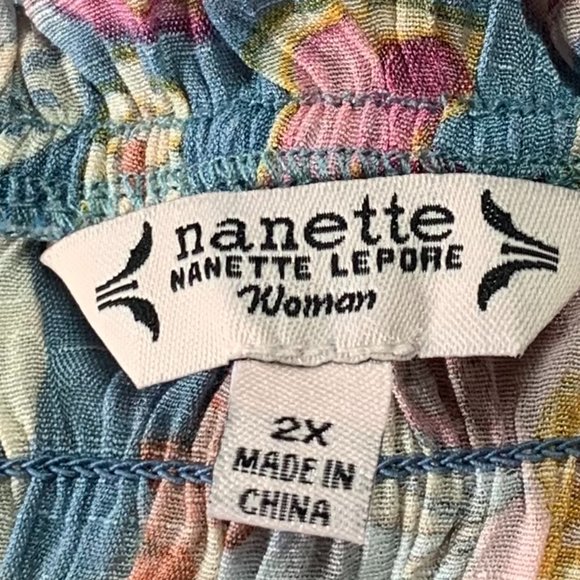 nanette
NANETTE LEPORE
Woman
2X
MADE IN
CHINA